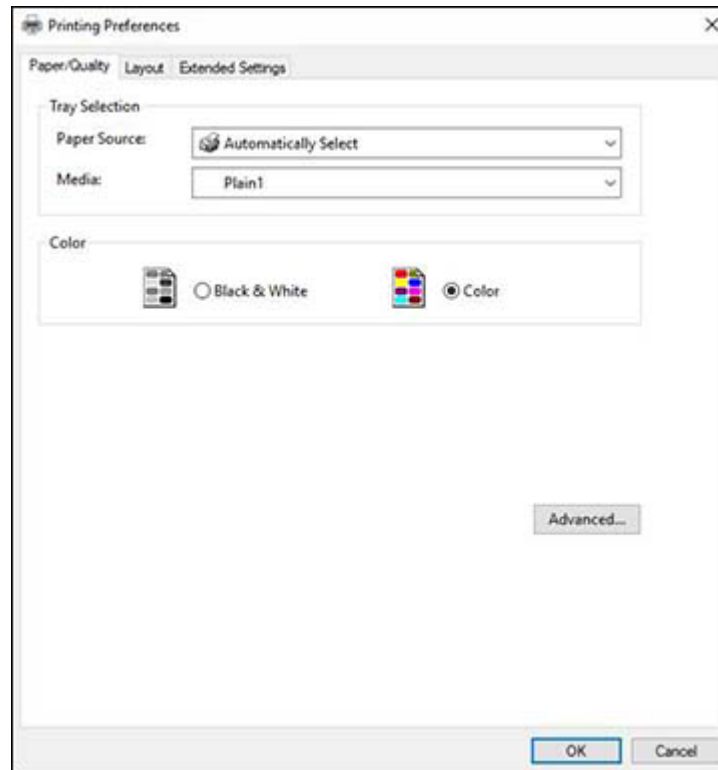 Printing Preferences
Paper/Quality Layout Extended Settings
Tray Selection
Paper Source: Automatically Select
Media: Plain1
Color
Black & White Color
Advanced...
OK Cancel